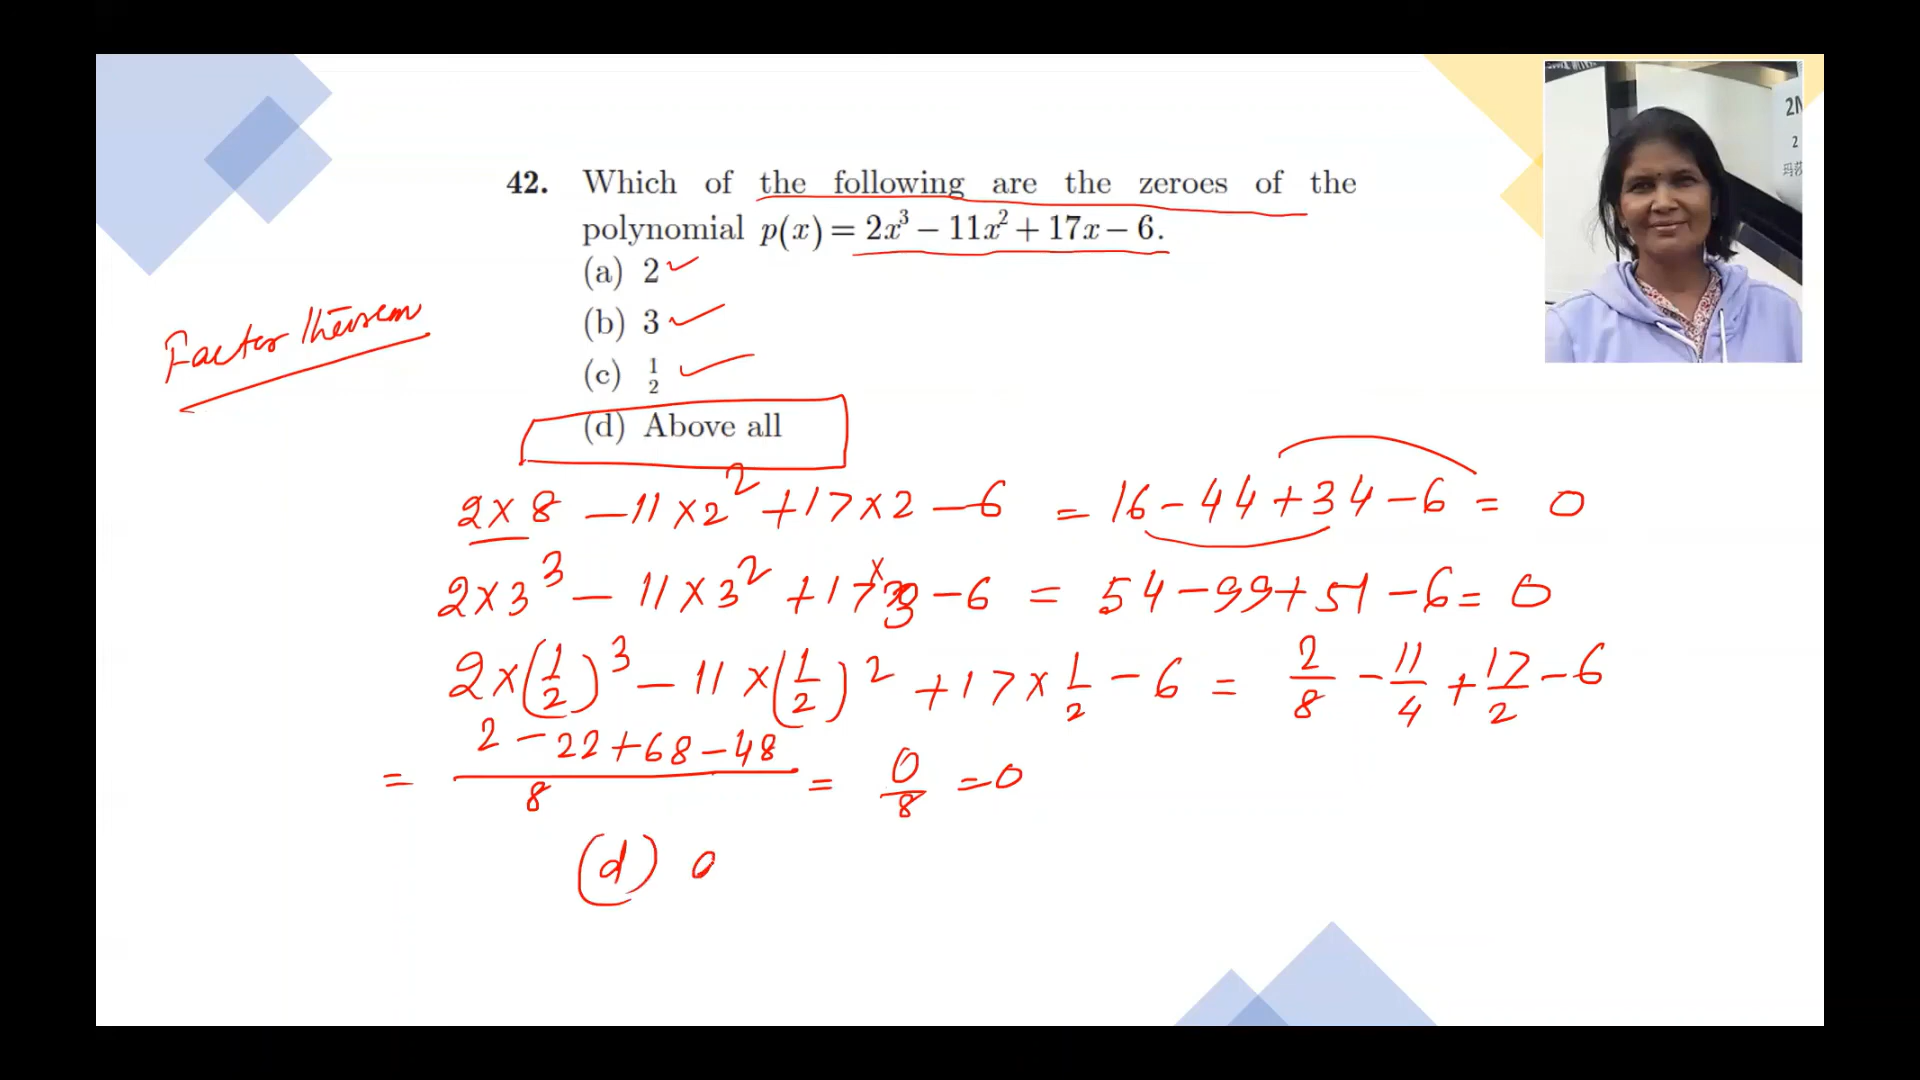 42. Which of the following are the zeroes of the
polynomial p(x) = 2x³ − 11x² + 17x − 6.
(a) 2 ✓
(b) 3 ✓
(c) 1/2 ✓
(d) Above all
Factor Theorem
2 × 8 − 11 × 2² + 17 × 2 − 6 = 16 − 44 + 34 − 6 = 0
2 × 3³ − 11 × 3² + 17 × 3 − 6 = 54 − 99 + 51 − 6 = 0
2 × (1/2)³ − 11 × (1/2)² + 17 × 1/2 − 6 = 2/8 − 11/4 + 17/2 − 6
= (2 − 22 + 68 − 48)/8 = 0/8 = 0
(d)
2